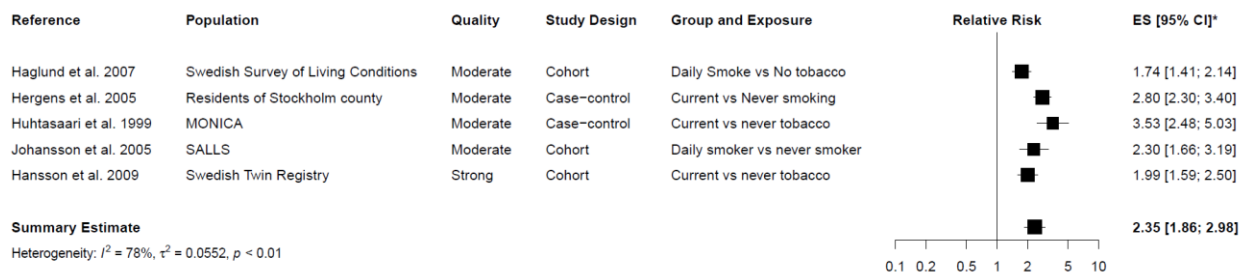 Reference Population Quality Study Design Group and Exposure Relative Risk ES [95% CI]*
Haglund et al. 2007 Swedish Survey of Living Conditions Moderate Cohort Daily Smoke vs No tobacco 1.74 [1.41; 2.14]
Hergens et al. 2005 Residents of Stockholm county Moderate Case−control Current vs Never smoking 2.80 [2.30; 3.40]
Huhtasaari et al. 1999 MONICA Moderate Case−control Current vs never tobacco 3.53 [2.48; 5.03]
Johansson et al. 2005 SALLS Moderate Cohort Daily smoker vs never smoker 2.30 [1.66; 3.19]
Hansson et al. 2009 Swedish Twin Registry Strong Cohort Current vs never tobacco 1.99 [1.59; 2.50]
Summary Estimate 2.35 [1.86; 2.98]
Heterogeneity: I² = 78%, τ² = 0.0552, p < 0.01
0.1 0.2 0.5 1 2 5 10